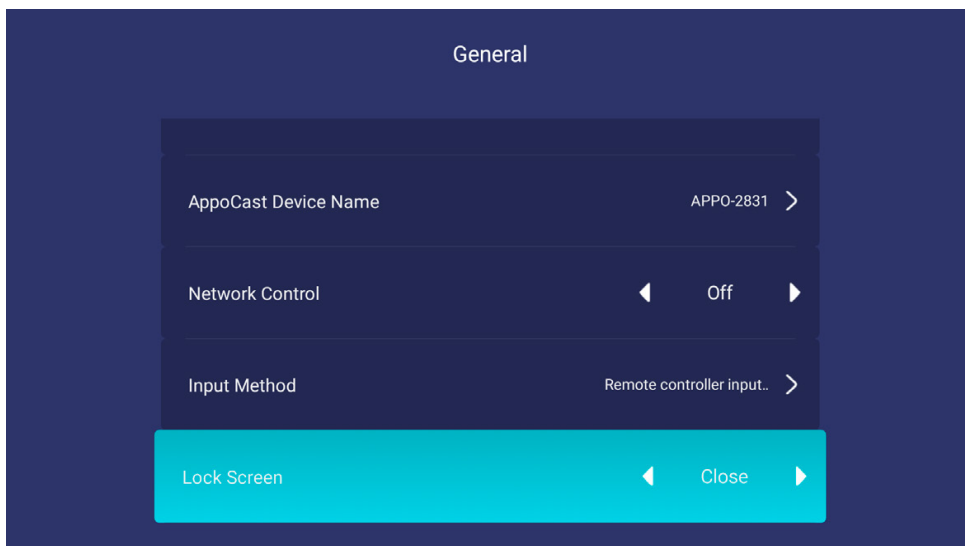 General
AppoCast Device Name APPO-2831
Network Control Off
Input Method Remote controller input..
Lock Screen Close